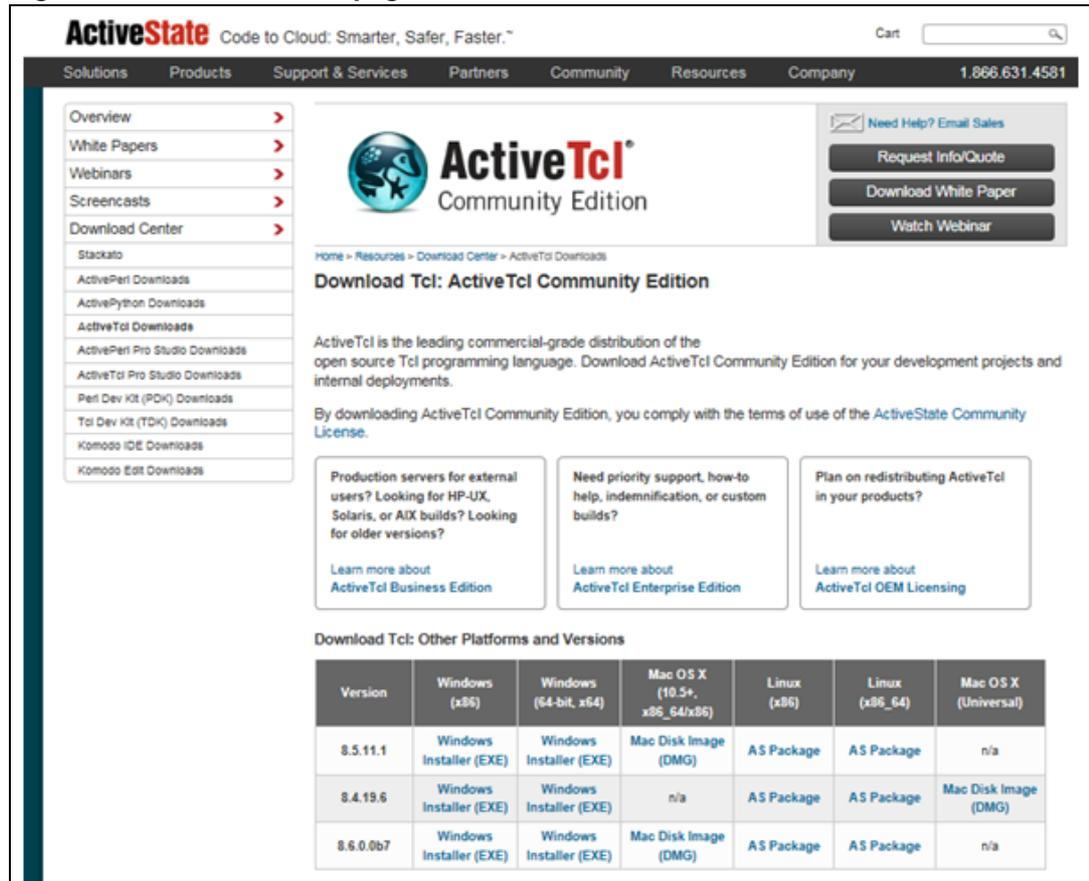 ActiveState Code to Cloud: Smarter, Safer, Faster.™
Cart
Solutions Products Support & Services Partners Community Resources Company 1.866.631.4581
Overview
White Papers
Webinars
Screencasts
Download Center
Stackato
ActivePerl Downloads
ActivePython Downloads
ActiveTcl Downloads
ActivePerl Pro Studio Downloads
ActiveTcl Pro Studio Downloads
Perl Dev Kit (PDK) Downloads
Tcl Dev Kit (TDK) Downloads
Komodo IDE Downloads
Komodo Edit Downloads
ActiveTcl®
Community Edition
Need Help? Email Sales
Request Info/Quote
Download White Paper
Watch Webinar
Home > Resources > Download Center > ActiveTcl Downloads
Download Tcl: ActiveTcl Community Edition
ActiveTcl is the leading commercial-grade distribution of the
open source Tcl programming language. Download ActiveTcl Community Edition for your development projects and
internal deployments.
By downloading ActiveTcl Community Edition, you comply with the terms of use of the ActiveState Community
License.
Production servers for external
users? Looking for HP-UX,
Solaris, or AIX builds? Looking
for older versions?
Learn more about
ActiveTcl Business Edition
Need priority support, how-to
help, indemnification, or custom
builds?
Learn more about
ActiveTcl Enterprise Edition
Plan on redistributing ActiveTcl
in your products?
Learn more about
ActiveTcl OEM Licensing
Download Tcl: Other Platforms and Versions
Version
Windows
(x86)
Windows
(64-bit, x64)
Mac OS X
(10.5+,
x86_64/x86)
Linux
(x86)
Linux
(x86_64)
Mac OS X
(Universal)
8.5.11.1
Windows
Installer (EXE)
Windows
Installer (EXE)
Mac Disk Image
(DMG)
AS Package
AS Package
n/a
8.4.19.6
Windows
Installer (EXE)
Windows
Installer (EXE)
n/a
AS Package
AS Package
Mac Disk Image
(DMG)
8.6.0.0b7
Windows
Installer (EXE)
Windows
Installer (EXE)
Mac Disk Image
(DMG)
AS Package
AS Package
n/a